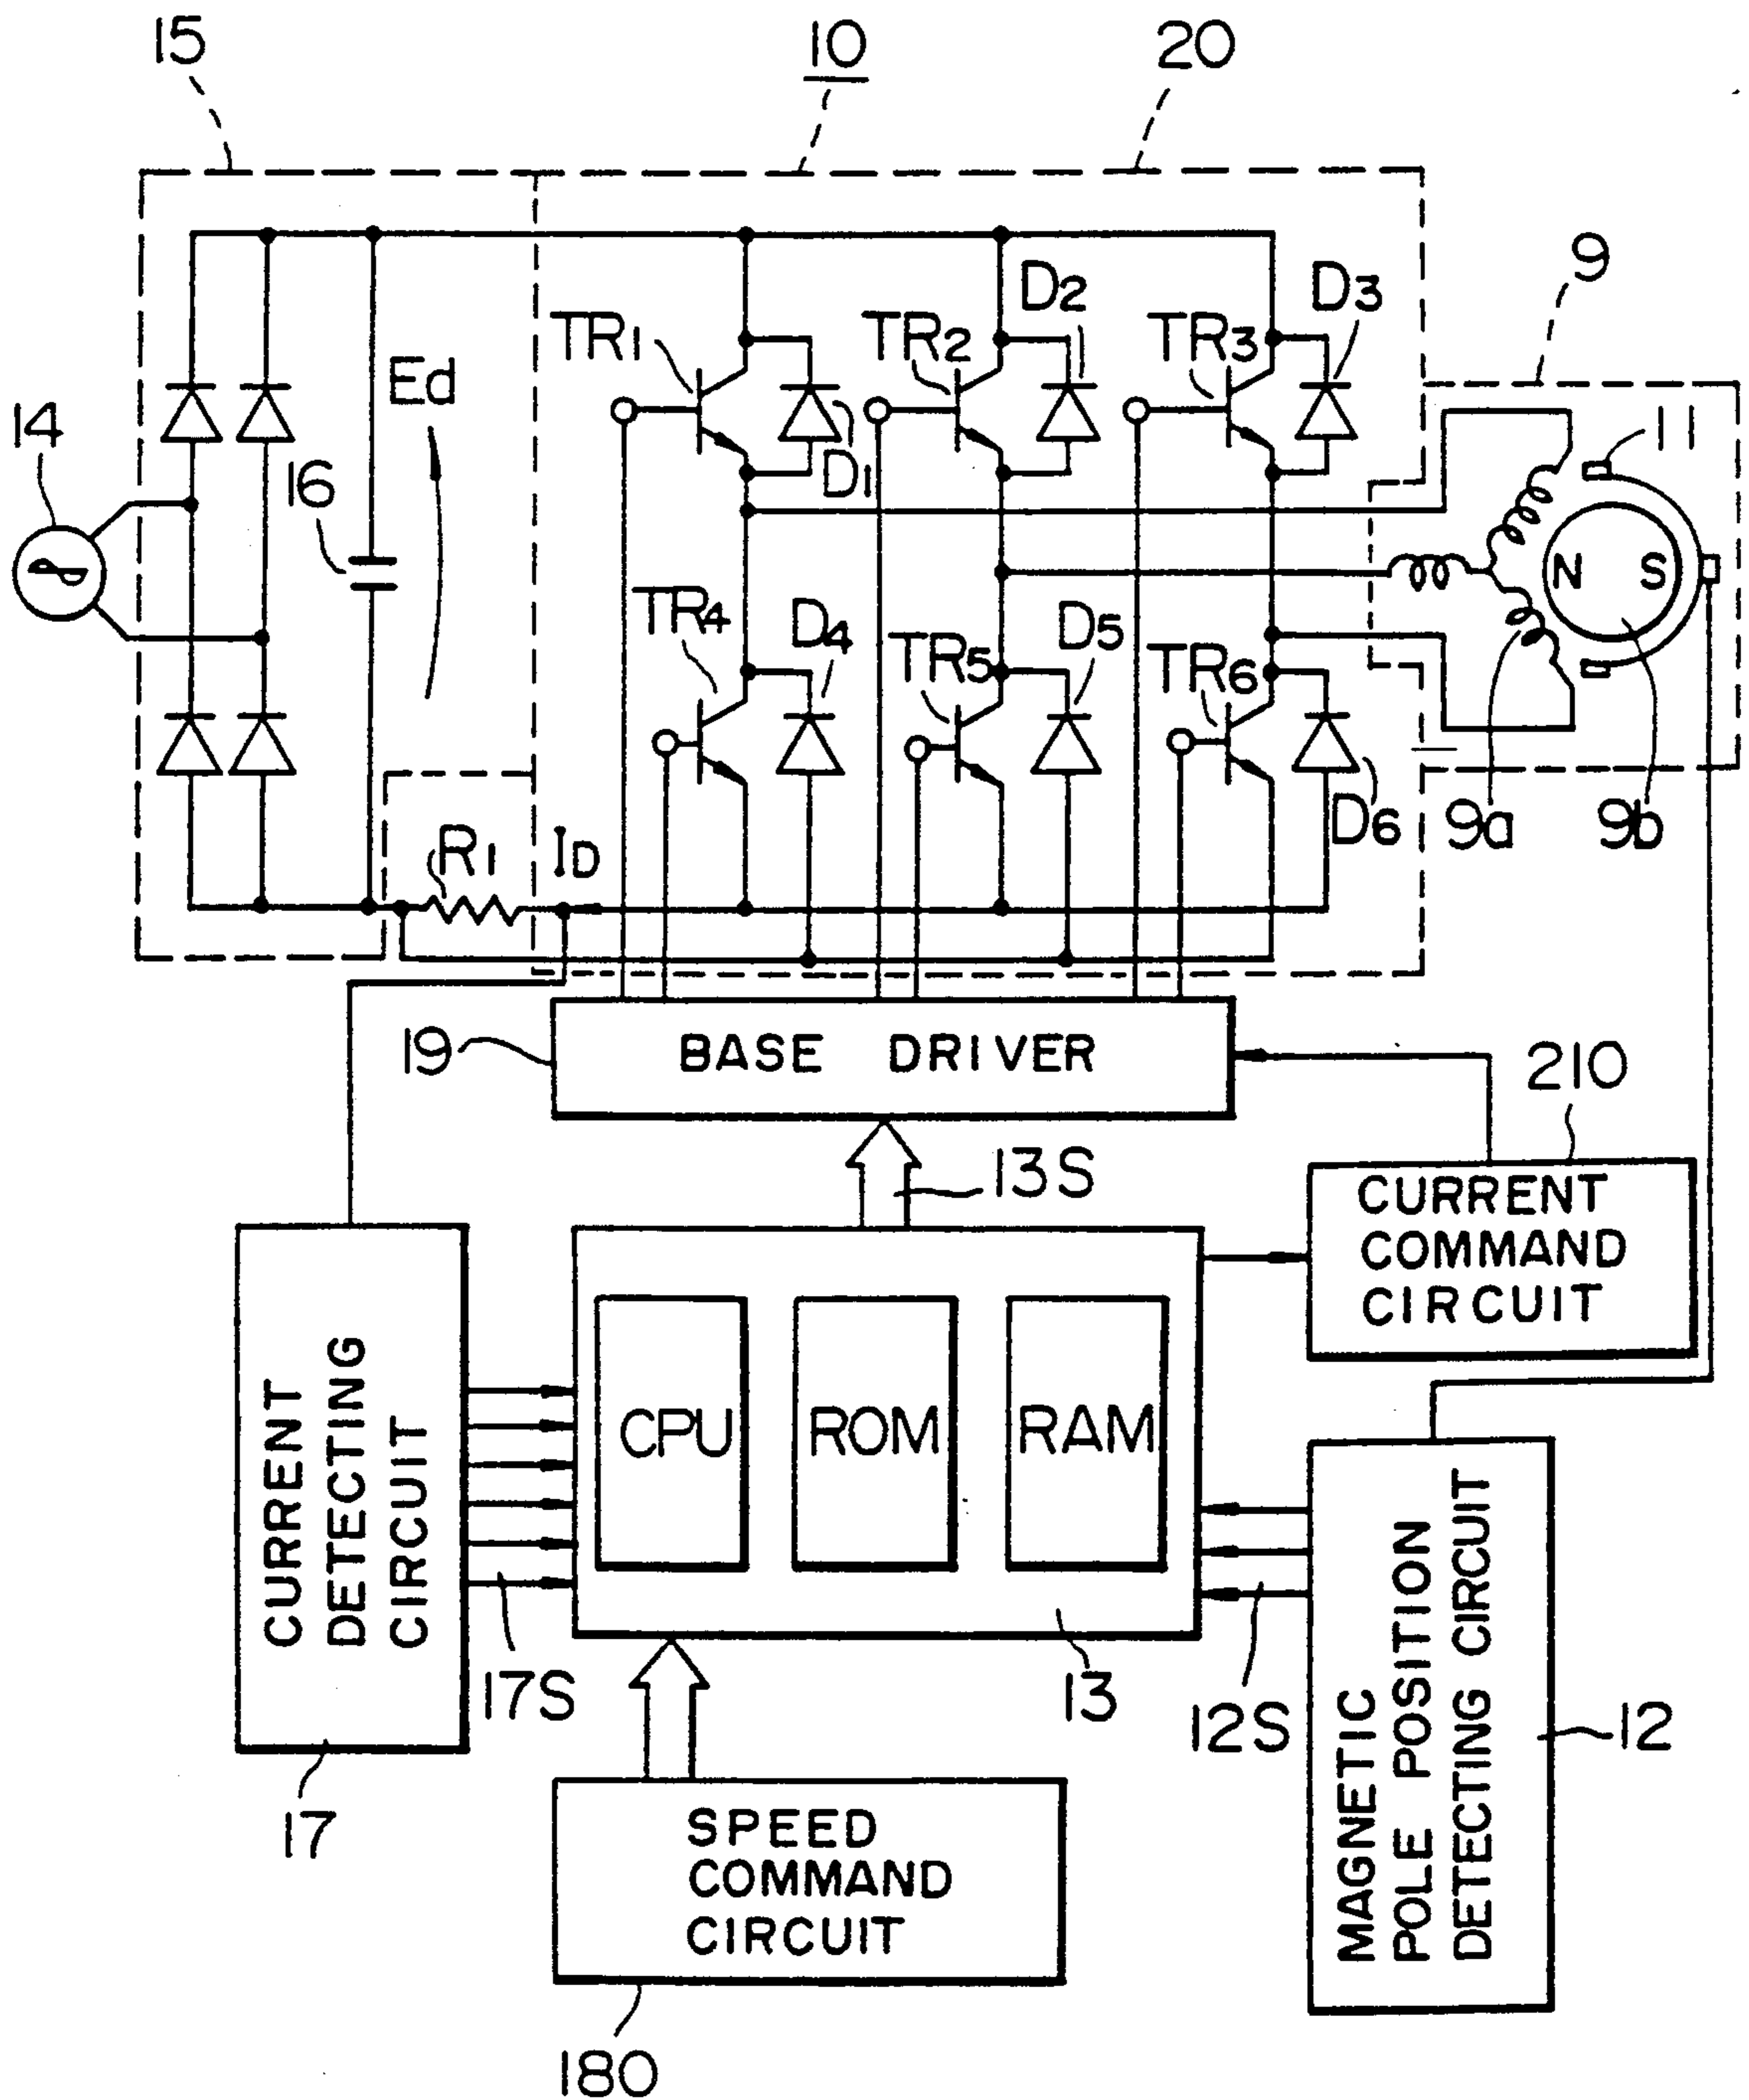 15
10
20
9
TR1
D1
TR2
D2
TR3
D3
Ed
14
16
11
N S
TR4
D4
TR5
D5
TR6
D6
9a
9b
R1
ID
19
BASE DRIVER
210
13S
CURRENT
COMMAND
CIRCUIT
CURRENT
DETECTING
CIRCUIT
CPU
ROM
RAM
17S
13
12S
MAGNETIC
POLE POSITION
DETECTING CIRCUIT
12
17
SPEED
COMMAND
CIRCUIT
180